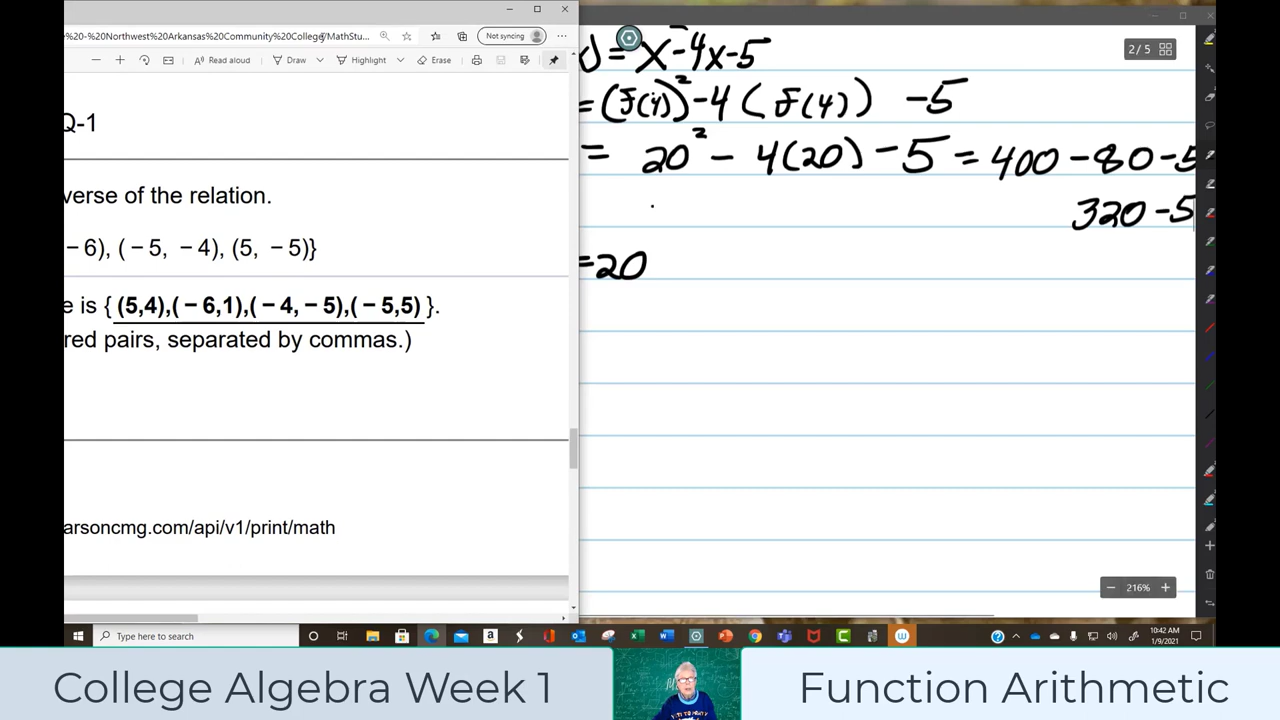 y-%20Northwest%20Arkansas%20Community%20College/MathStu...
Not syncing
Read aloud
Draw
Highlight
Erase
Q-1
verse of the relation.
– 6), ( – 5, – 4), (5, – 5)}
e is { (5,4),( – 6,1),( – 4, – 5),( – 5,5) }.
red pairs, separated by commas.)
arsoncmg.com/api/v1/print/math
2/5
) = x²-4x-5
= (f(4))² -4 (f(4)) -5
= 20² - 4(20) - 5 = 400 - 80 - 5
320 - 5
= 20
216%
Type here to search
10:42 AM
1/9/2021
College Algebra Week 1
Function Arithmetic